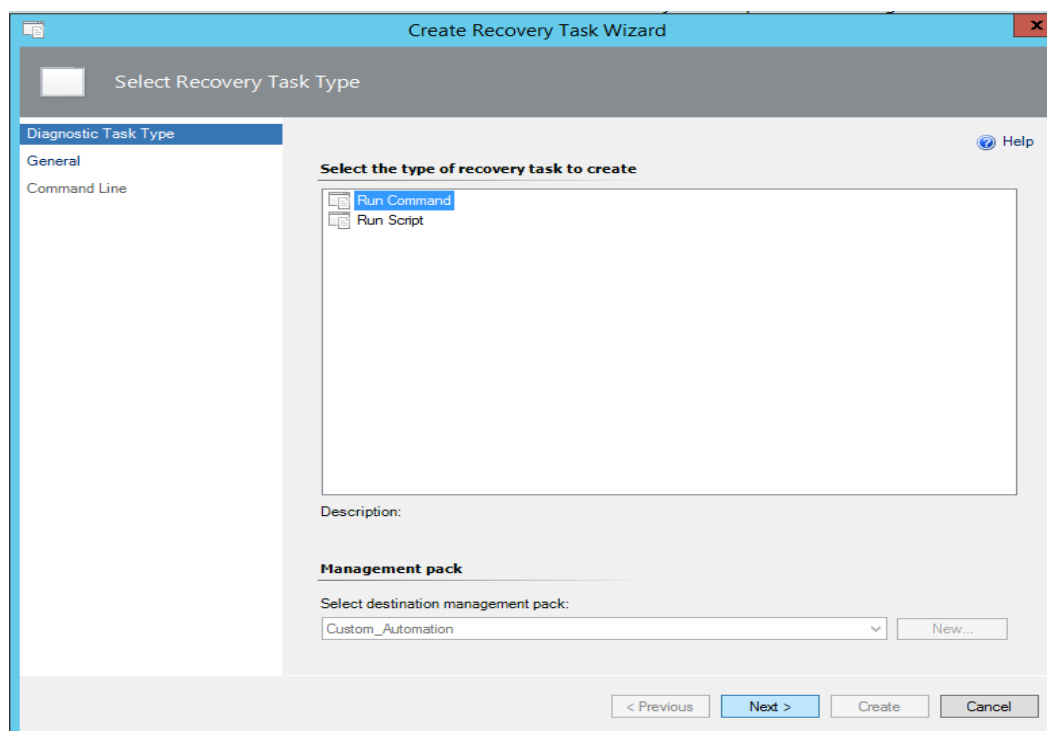 Create Recovery Task Wizard
x
Select Recovery Task Type
Diagnostic Task Type
General
Command Line
Help
Select the type of recovery task to create
Run Command
Run Script
Description:
Management pack
Select destination management pack:
Custom_Automation
New...
< Previous
Next >
Create
Cancel